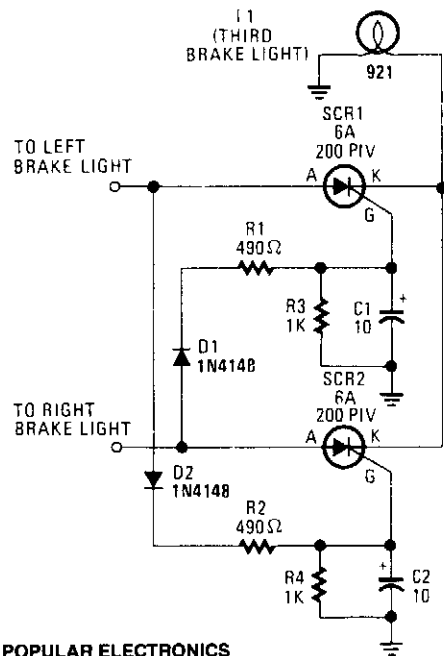 I1
(THIRD
BRAKE LIGHT)
921
SCR1
6A
200 PIV
TO LEFT
BRAKE LIGHT
A
K
G
R1
490Ω
R3
1K
C1
10
+
D1
1N4148
SCR2
6A
200 PIV
TO RIGHT
BRAKE LIGHT
A
K
G
D2
1N4148
R2
490Ω
R4
1K
+
C2
10
POPULAR ELECTRONICS